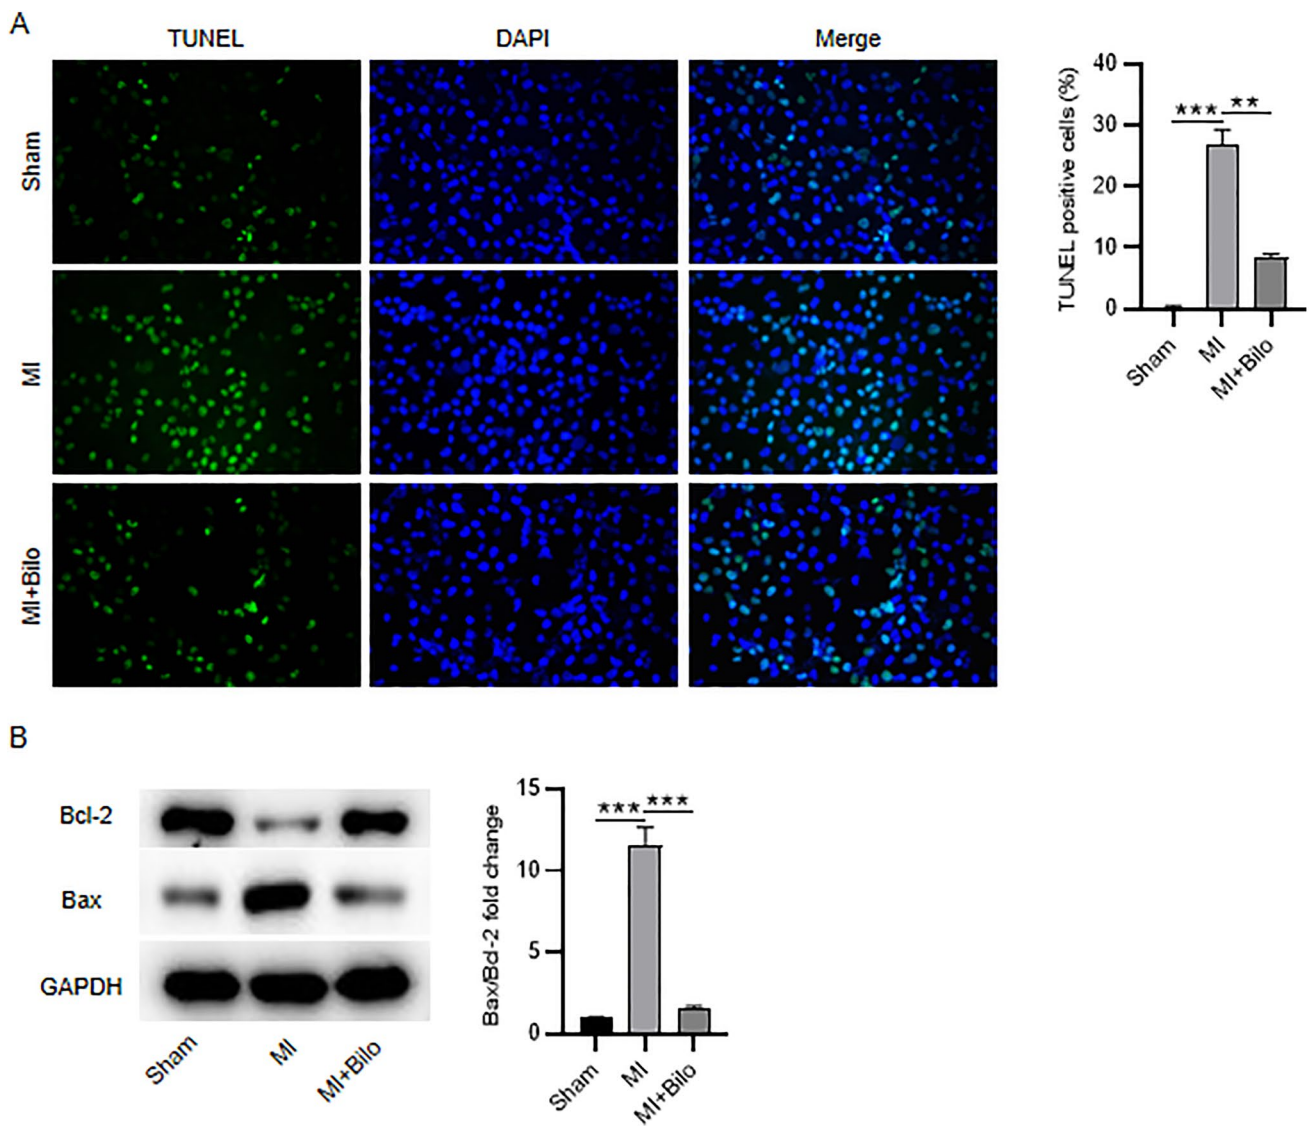 A
TUNEL DAPI Merge
Sham
MI
MI+Bilo
TUNEL positive cells (%)
40
30
20
10
0
*** **
Sham MI MI+Bilo
B
Bcl-2
Bax
GAPDH
Sham MI MI+Bilo
Bax/Bcl-2 fold change
15
10
5
0
*** ***
Sham MI MI+Bilo